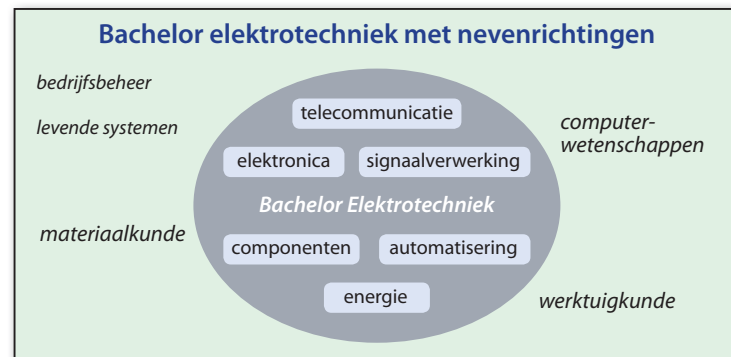 Bachelor elektrotechniek met nevenrichtingen
bedrijfsbeheer
telecommunicatie
levende systemen
computer-
wetenschappen
elektronica
signaalverwerking
Bachelor Elektrotechniek
materiaalkunde
componenten
automatisering
energie
werktuigkunde